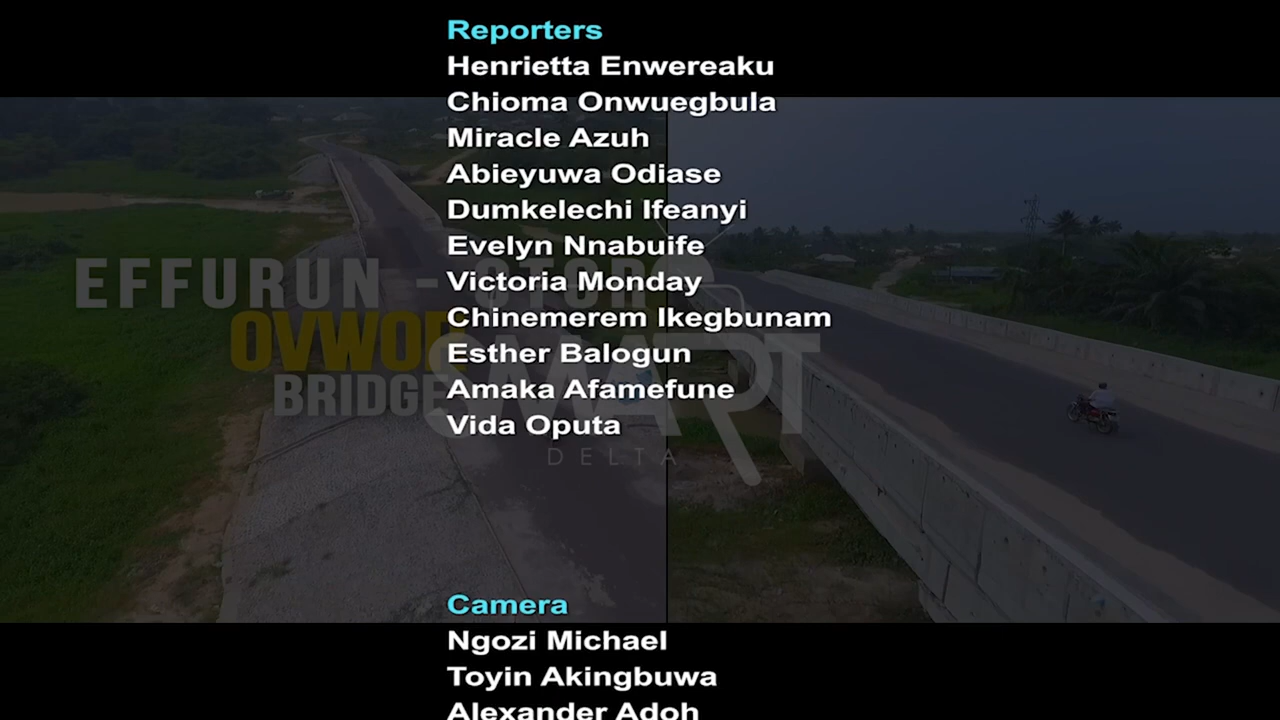 Reporters
Henrietta Enwereaku
Chioma Onwuegbula
Miracle Azuh
Abieyuwa Odiase
Dumkelechi Ifeanyi
Evelyn Nnabuife
Victoria Monday
Chinemerem Ikegbunam
Esther Balogun
Amaka Afamefune
Vida Oputa
EFFURUN -
BRIDGE
SMART
DELTA
Camera
Ngozi Michael
Toyin Akingbuwa
Alexander Adoh